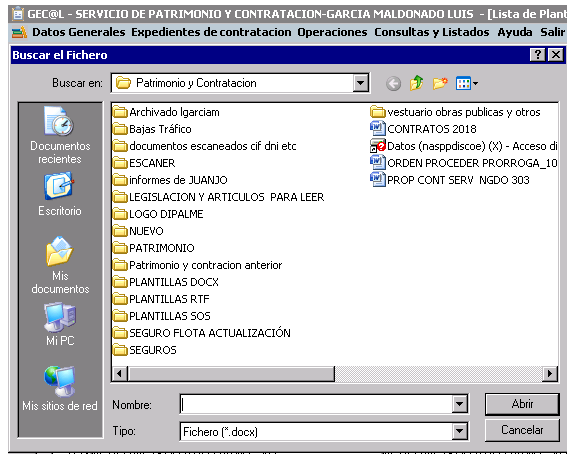 GEC@L - SERVICIO DE PATRIMONIO Y CONTRATACION-GARCIA MALDONADO LUIS - [Lista de Plant
Datos Generales Expedientes de contratacion Operaciones Consultas y Listados Ayuda Salir
Buscar el Fichero
Buscar en: Patrimonio y Contratacion
Documentos recientes
Escritorio
Mis documentos
Mi PC
Mis sitios de red
Archivado lgarciam
Bajas Tráfico
documentos escaneados cif dni etc
ESCANER
informes de JUANJO
LEGISLACION Y ARTICULOS PARA LEER
LOGO DIPALME
NUEVO
PATRIMONIO
Patrimonio y contracion anterior
PLANTILLAS DOCX
PLANTILLAS RTF
PLANTILLAS SOS
SEGURO FLOTA ACTUALIZACIÓN
SEGUROS
vestuario obras publicas y otros
CONTRATOS 2018
Datos (nasppdiscoe) (X) - Acceso di
ORDEN PROCEDER PRORROGA_10
PROP CONT SERV NGDO 303
Nombre:
Abrir
Tipo: Fichero (*.docx)
Cancelar